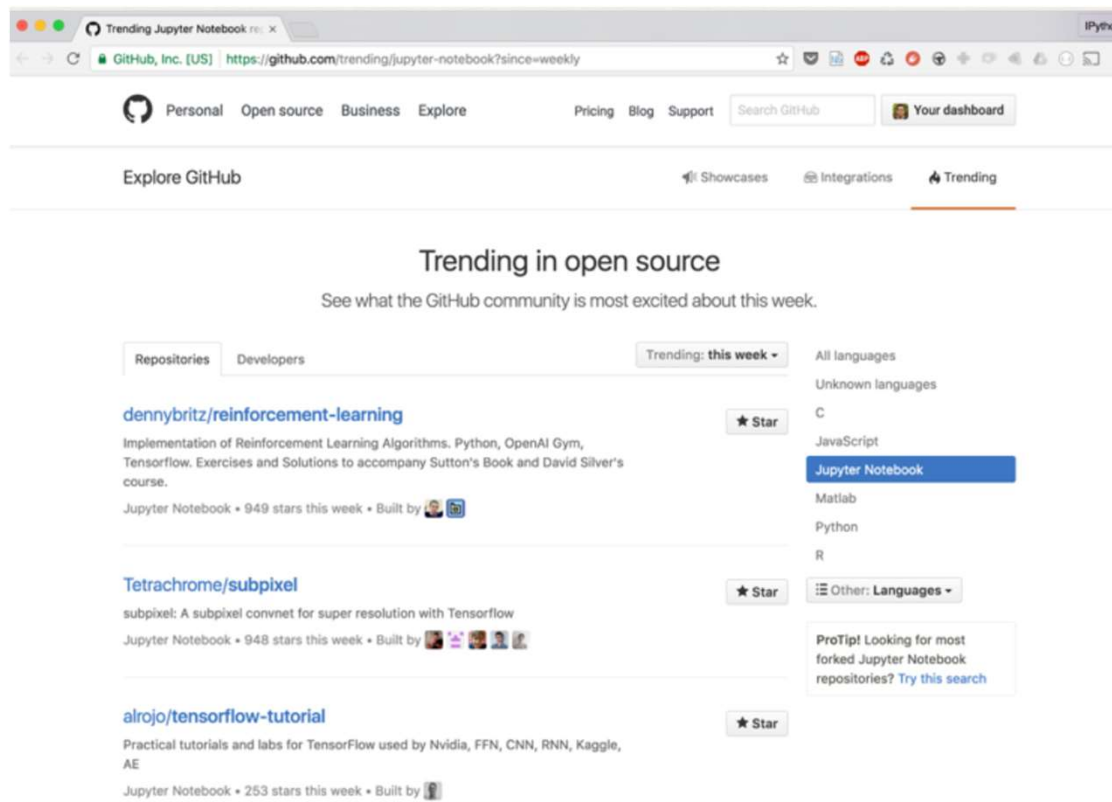 Trending Jupyter Notebook re
GitHub, Inc. [US] https://github.com/trending/jupyter-notebook?since=weekly
Personal Open source Business Explore Pricing Blog Support Search GitHub Your dashboard
Explore GitHub Showcases Integrations Trending
Trending in open source
See what the GitHub community is most excited about this week.
Repositories Developers Trending: this week
dennybritz/reinforcement-learning
Star
Implementation of Reinforcement Learning Algorithms. Python, OpenAI Gym,
Tensorflow. Exercises and Solutions to accompany Sutton's Book and David Silver's
course.
Jupyter Notebook • 949 stars this week • Built by
Tetrachrome/subpixel
Star
subpixel: A subpixel convnet for super resolution with Tensorflow
Jupyter Notebook • 948 stars this week • Built by
alrojo/tensorflow-tutorial
Star
Practical tutorials and labs for TensorFlow used by Nvidia, FFN, CNN, RNN, Kaggle,
AE
Jupyter Notebook • 253 stars this week • Built by
All languages
Unknown languages
C
JavaScript
Jupyter Notebook
Matlab
Python
R
Other: Languages
ProTip! Looking for most
forked Jupyter Notebook
repositories? Try this search